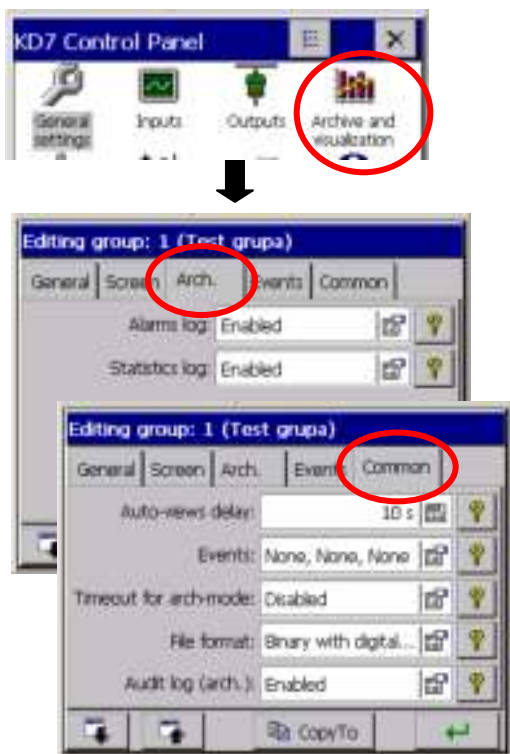 KD7 Control Panel
General settings
Inputs
Outputs
Archive and visualization
Editing group: 1 (Test grupa)
General Screen Arch. Events Common
Alarms log: Enabled
Statistics log: Enabled
Editing group: 1 (Test grupa)
General Screen Arch. Events Common
Auto-views delay: 10 s
Events: None, None, None
Timeout for arch-mode: Disabled
File format: Binary with digital...
Audit log (arch.): Enabled
CopyTo